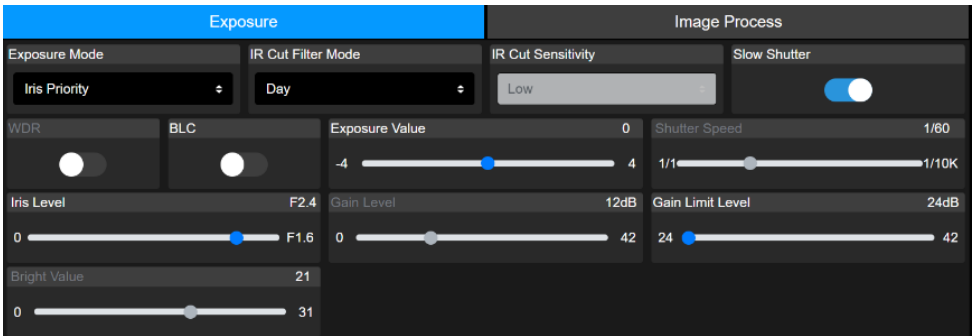 Exposure Image Process
Exposure Mode IR Cut Filter Mode IR Cut Sensitivity Slow Shutter
Iris Priority Day Low
WDR BLC Exposure Value 0 Shutter Speed 1/60
-4 4 1/1 1/10K
Iris Level F2.4 Gain Level 12dB Gain Limit Level 24dB
0 F1.6 0 42 24 42
Bright Value 21
0 31